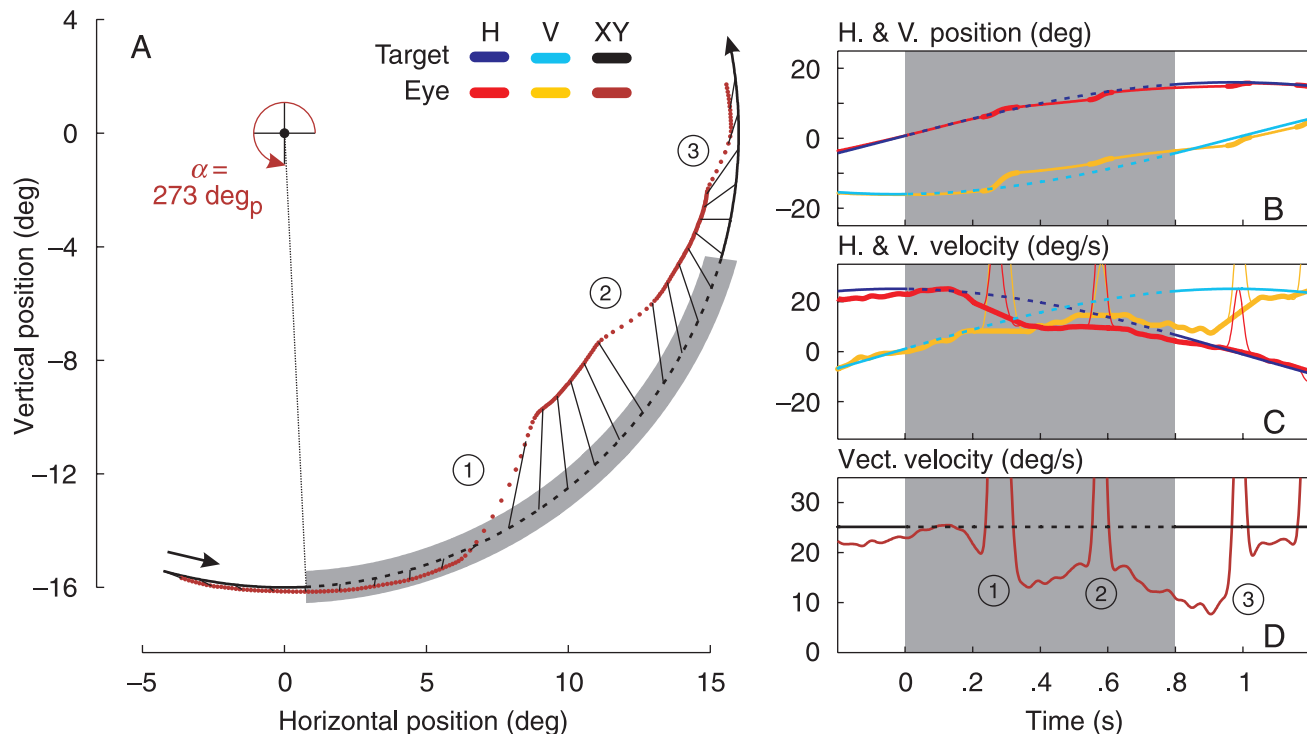 A
H V XY
Target
Eye
α =
273 deg_p
1
2
3
4
0
−4
−8
−12
−16
Vertical position (deg)
−5 0 5 10 15
Horizontal position (deg)
H. & V. position (deg)
20
0
−20
B
H. & V. velocity (deg/s)
20
0
−20
C
Vect. velocity (deg/s)
30
20
10
0
1 2 3
D
0 .2 .4 .6 .8 1
Time (s)